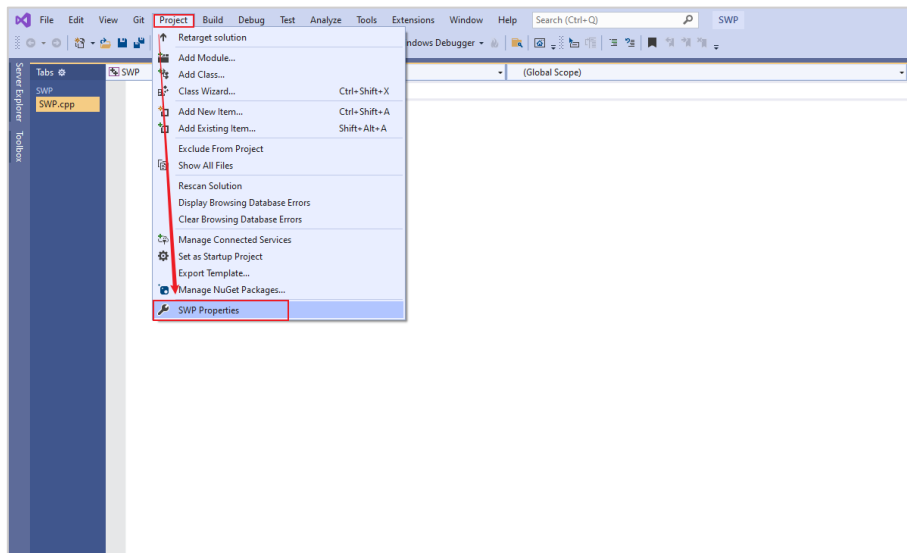 File Edit View Git Project Build Debug Test Analyze Tools Extensions Window Help Search (Ctrl+Q) SWP
Retarget solution
ndows Debugger
Add Module...
Server Explorer
Toolbox
Tabs
SWP
SWP.cpp
SWP
(Global Scope)
Add Class...
Class Wizard... Ctrl+Shift+X
Add New Item... Ctrl+Shift+A
Add Existing Item... Shift+Alt+A
Exclude From Project
Show All Files
Rescan Solution
Display Browsing Database Errors
Clear Browsing Database Errors
Manage Connected Services
Set as Startup Project
Export Template...
Manage NuGet Packages...
SWP Properties